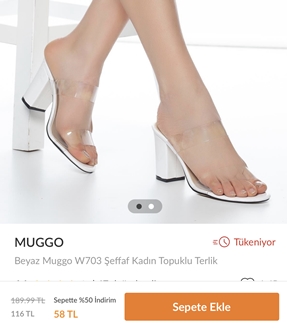 MUGGO
Tükeniyor
Beyaz Muggo W703 Şeffaf Kadın Topuklu Terlik
189.99 TL
Sepette %50 İndirim
116 TL
58 TL
Sepete Ekle